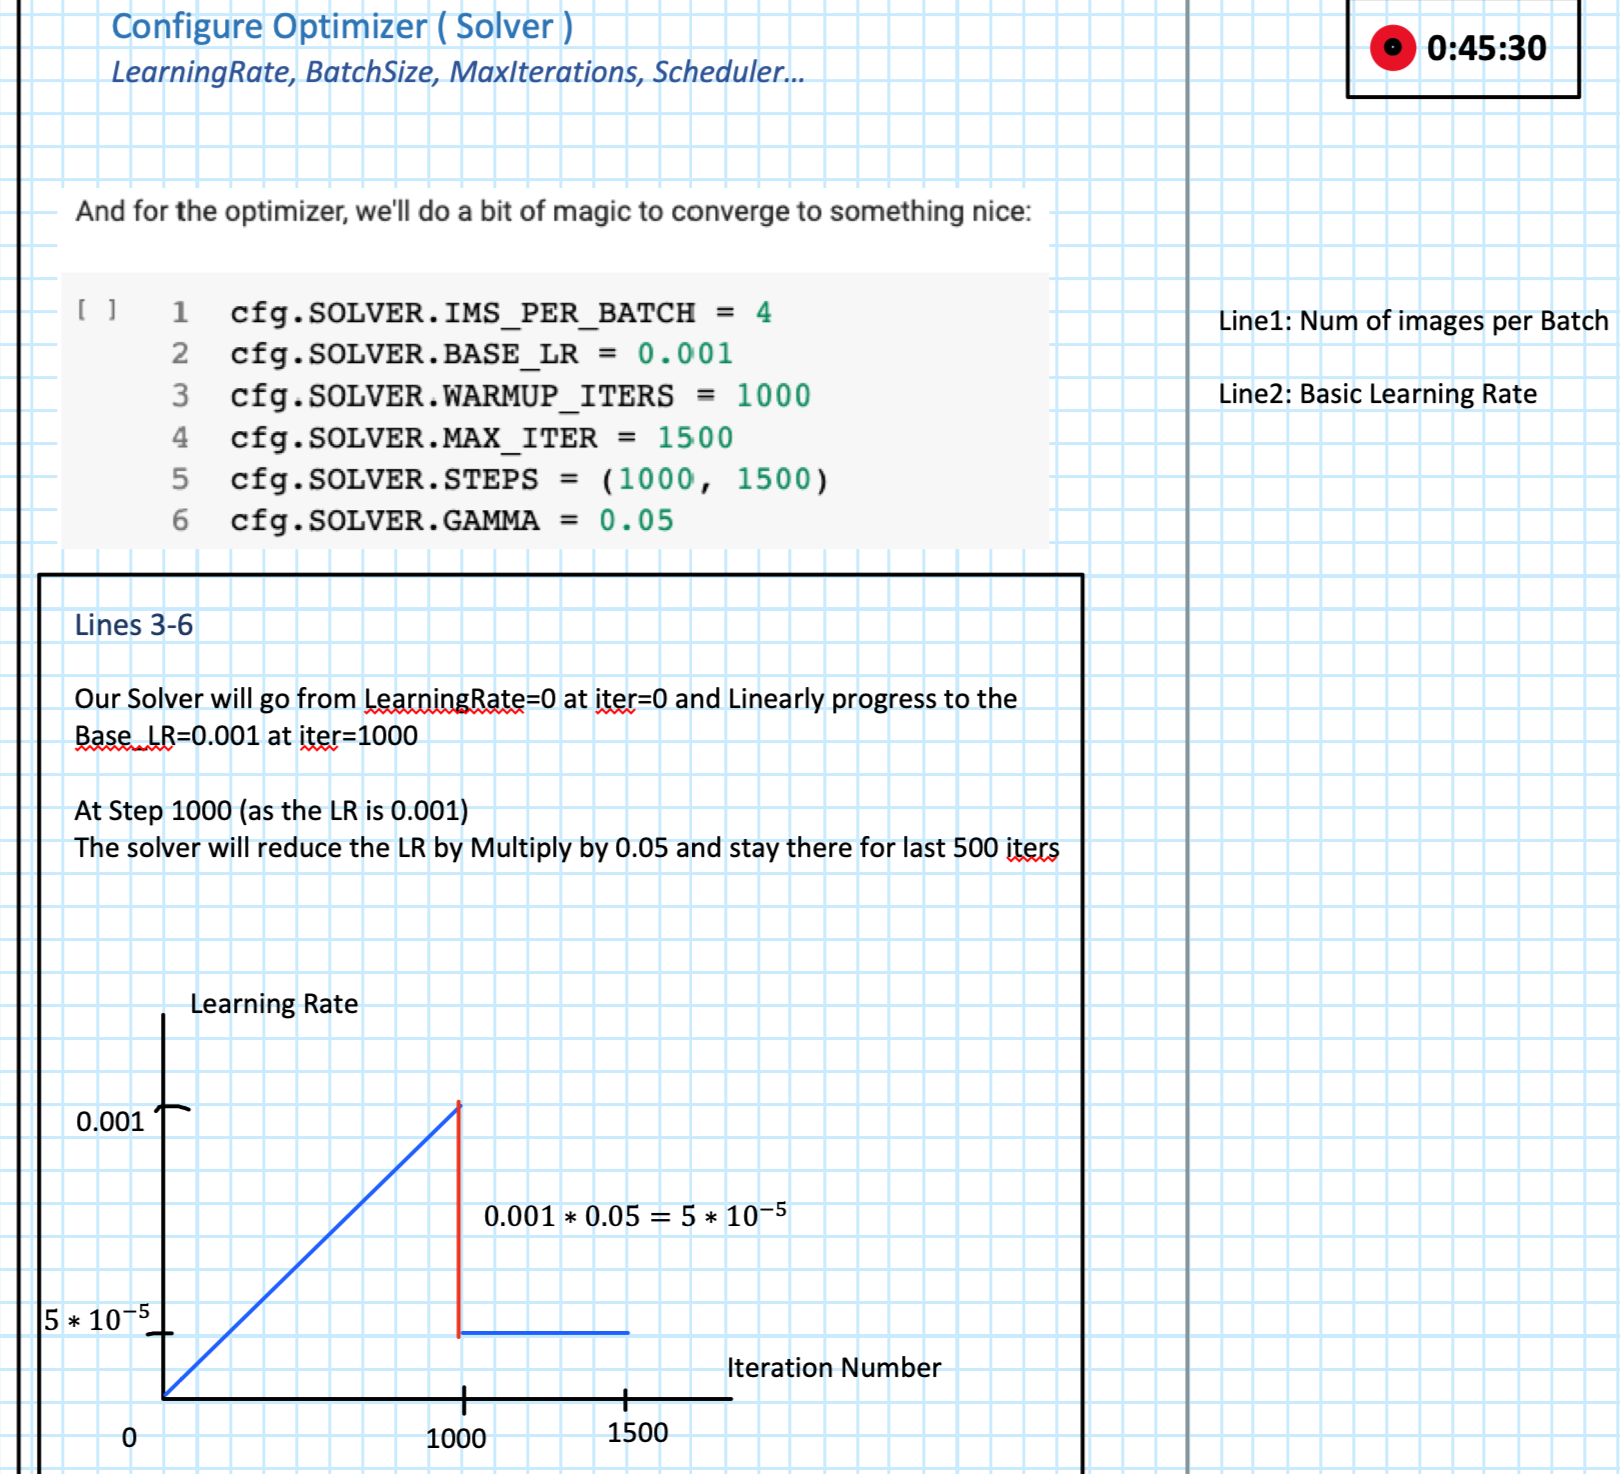 Configure Optimizer ( Solver )
LearningRate, BatchSize, MaxIterations, Scheduler...
0:45:30
And for the optimizer, we'll do a bit of magic to converge to something nice:
[ ] 1 cfg.SOLVER.IMS_PER_BATCH = 4
2 cfg.SOLVER.BASE_LR = 0.001
3 cfg.SOLVER.WARMUP_ITERS = 1000
4 cfg.SOLVER.MAX_ITER = 1500
5 cfg.SOLVER.STEPS = (1000, 1500)
6 cfg.SOLVER.GAMMA = 0.05
Line1: Num of images per Batch
Line2: Basic Learning Rate
Lines 3-6
Our Solver will go from LearningRate=0 at iter=0 and Linearly progress to the
Base_LR=0.001 at iter=1000
At Step 1000 (as the LR is 0.001)
The solver will reduce the LR by Multiply by 0.05 and stay there for last 500 iters
Learning Rate
0.001
0.001 ∗ 0.05 = 5 ∗ 10⁻⁵
5 ∗ 10⁻⁵
Iteration Number
0
1000
1500